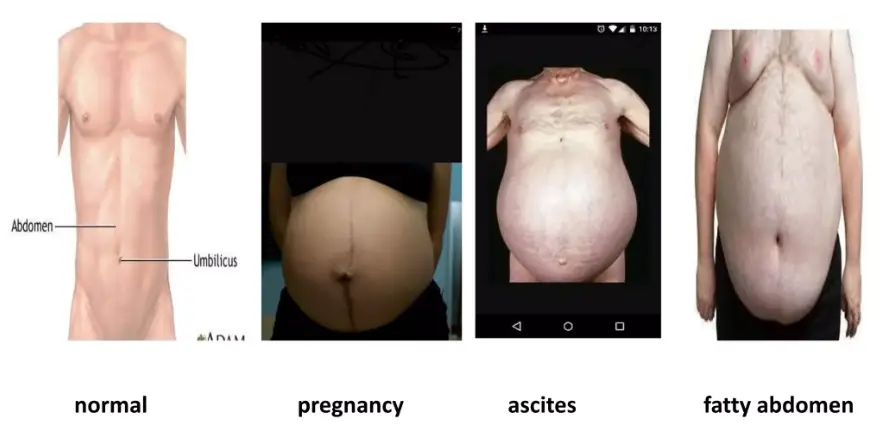 10:13
Abdomen
Umbilicus
ADAM
normal
pregnancy
ascites
fatty abdomen